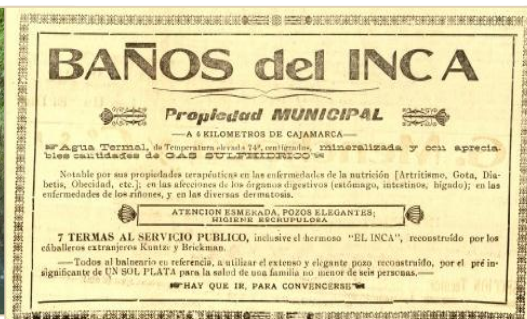 BAÑOS del INCA
Propiedad MUNICIPAL
—A 6 KILOMETROS DE CAJAMARCA—
Agua Termal, de Temperatura elevada 74°, centígrados, mineralizada y con aprecia-
bles cantidades de GAS SULFHIDRICO
Notable por sus propiedades terapéuticas en las enfermedades de la nutrición [Artritismo, Gota, Dia-
betis, Obecidad, etc.]; en las afecciones de los órganos digestivos (estómago, intestinos, hígado); en las
enfermedades de los riñones, y en las diversas dermatosis.
ATENCION ESMERADA, POZOS ELEGANTES;
HIGIENE ESCRUPULOSA
7 TERMAS AL SERVICIO PUBLICO, inclusive el hermoso "EL INCA", reconstruído por los
cáballeros extranjeros Kuntze y Brickman.
—Todos al balneario en referencia, a utilizar el extenso y elegante pozo reconstruído, por el pré in-
significante de UN SOL PLATA para la salud de una familia no menor de seis personas.—
HAY QUE IR, PARA CONVENCERSE